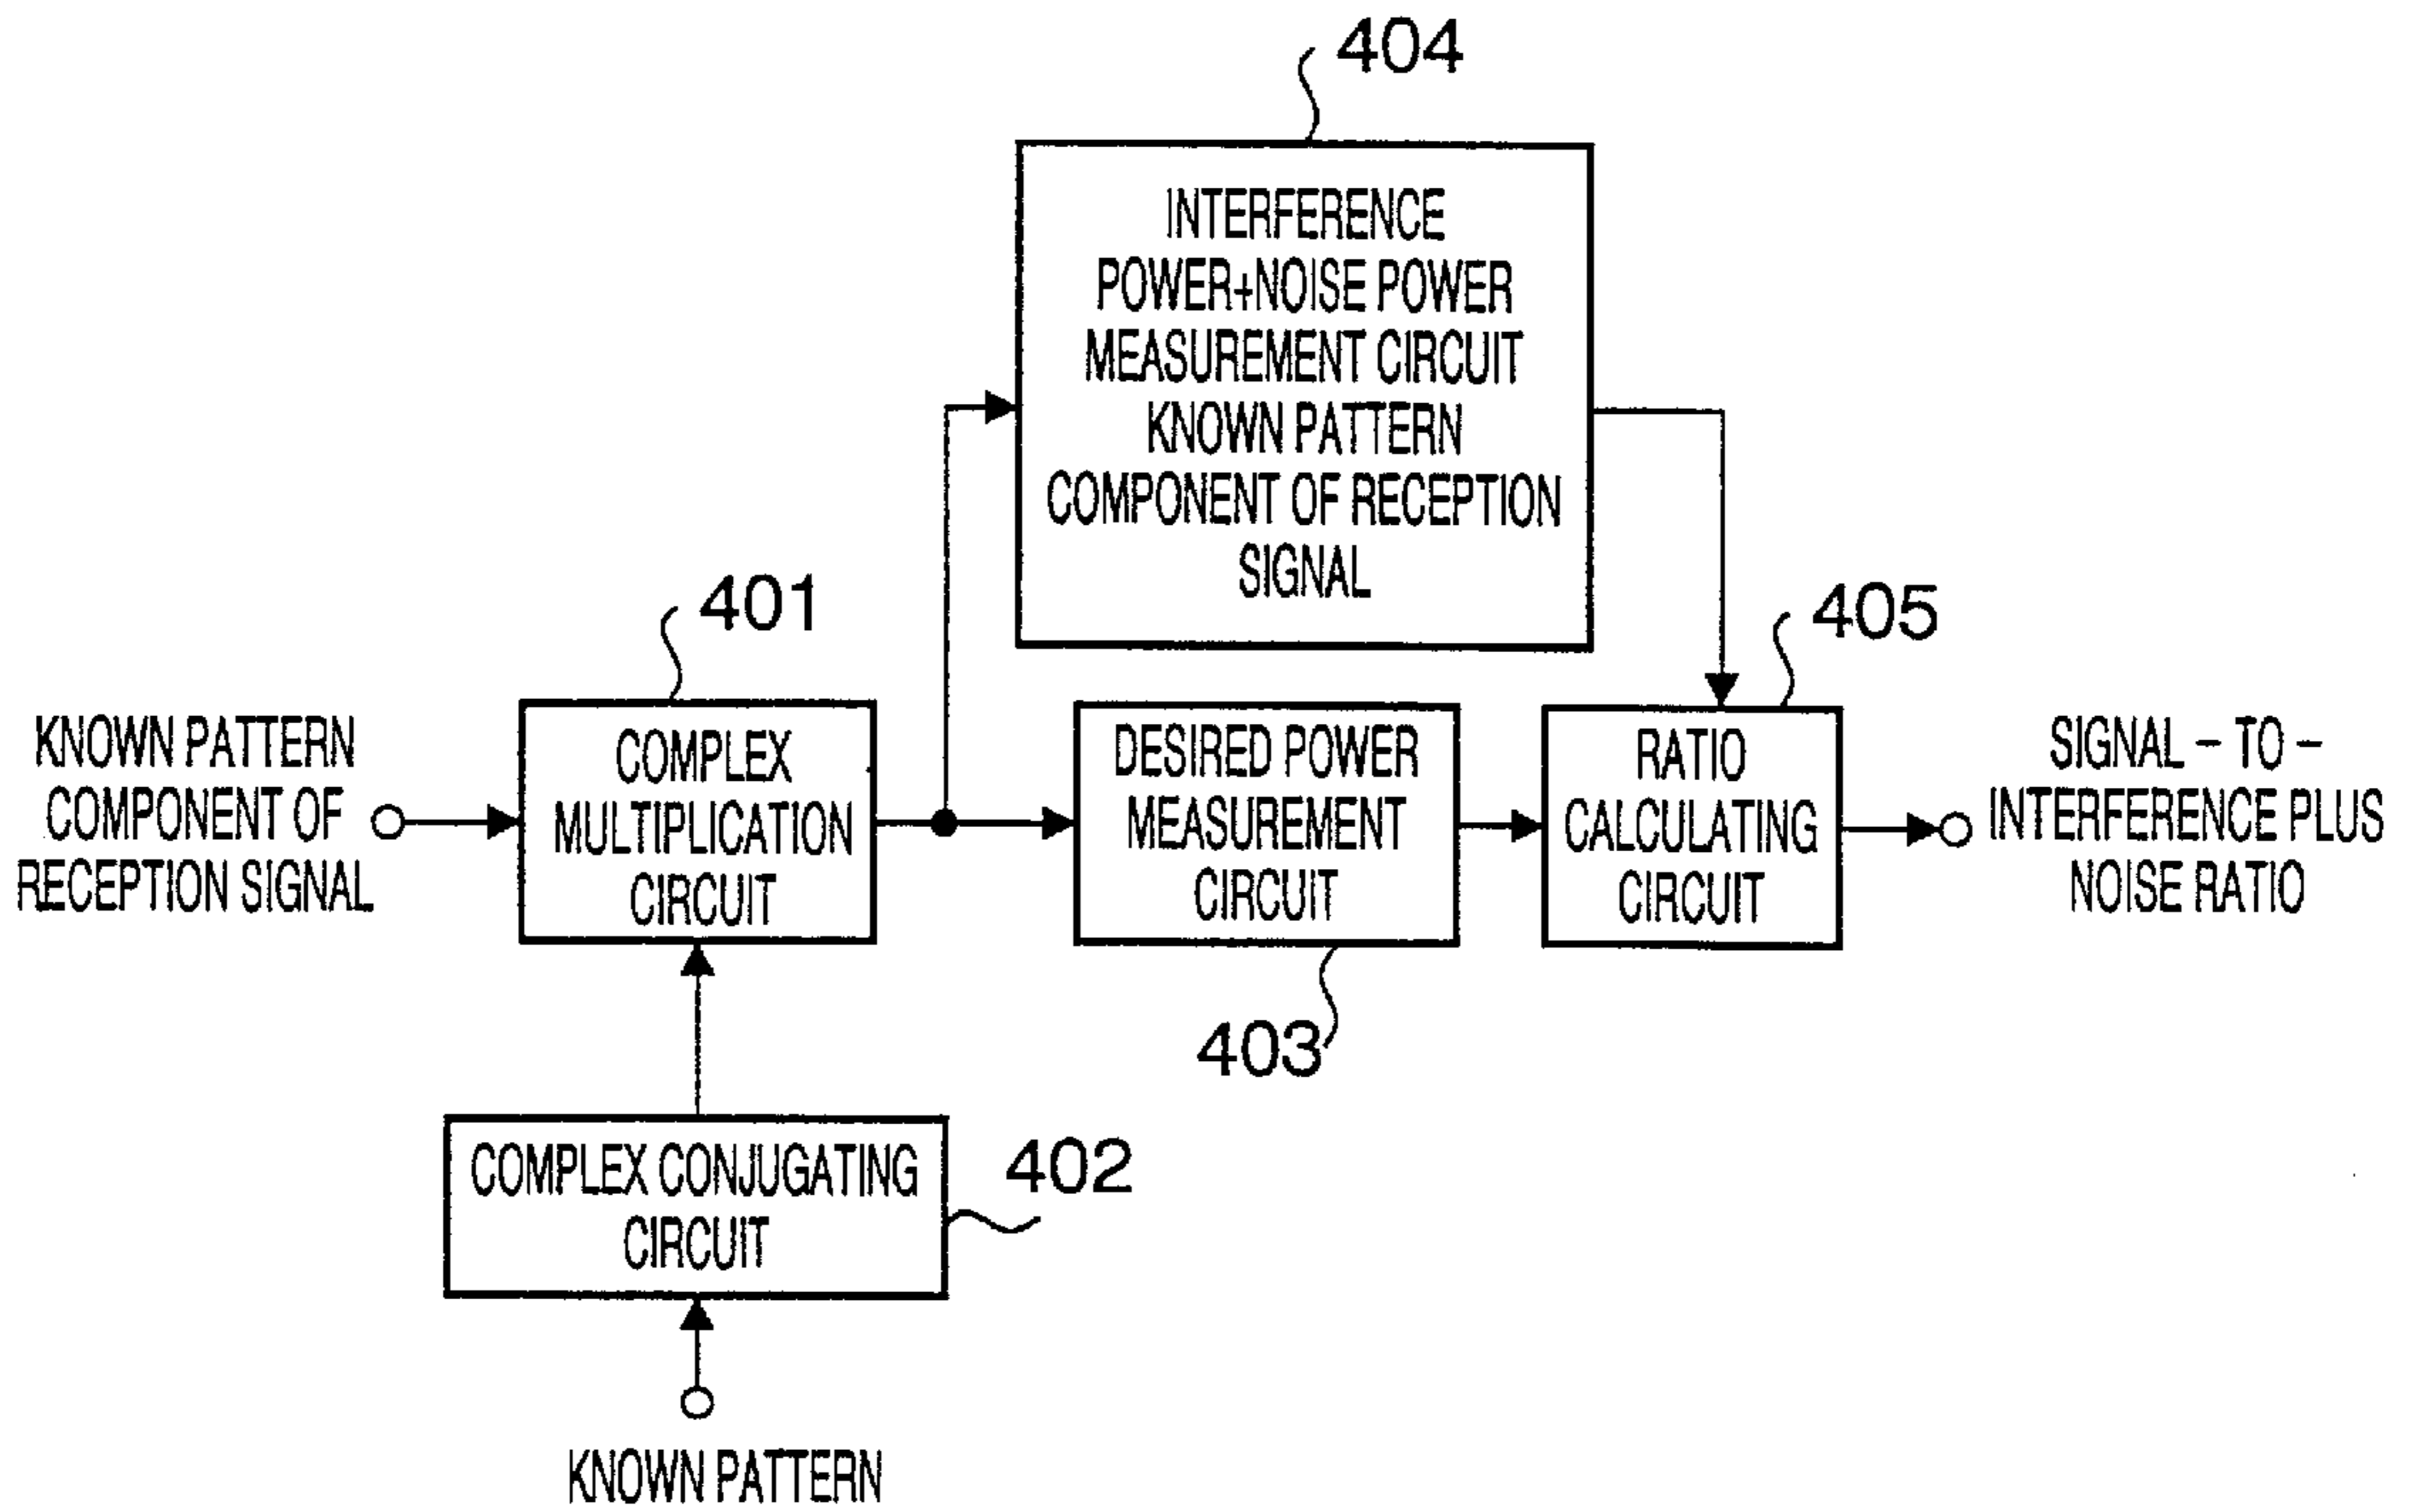 404
INTERFERENCE
POWER+NOISE POWER
MEASUREMENT CIRCUIT
KNOWN PATTERN
COMPONENT OF RECEPTION
SIGNAL
401
405
KNOWN PATTERN
COMPONENT OF
RECEPTION SIGNAL
COMPLEX
MULTIPLICATION
CIRCUIT
DESIRED POWER
MEASUREMENT
CIRCUIT
RATIO
CALCULATING
CIRCUIT
SIGNAL – TO –
INTERFERENCE PLUS
NOISE RATIO
403
COMPLEX CONJUGATING
CIRCUIT
402
KNOWN PATTERN